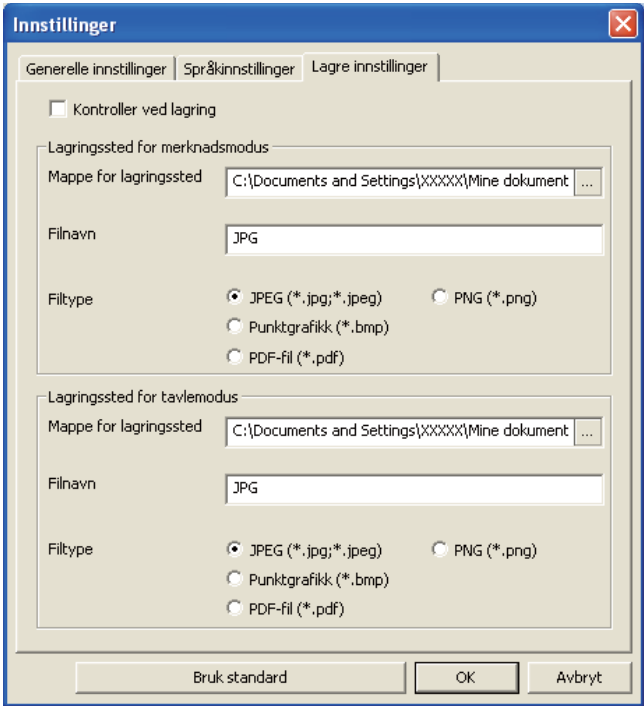 Innstillinger
Generelle innstillinger Språkinnstillinger Lagre innstillinger
Kontroller ved lagring
Lagringssted for merknadsmodus
Mappe for lagringssted C:\Documents and Settings\XXXXX\Mine dokument ...
Filnavn JPG
Filtype JPEG (*.jpg;*.jpeg) PNG (*.png)
Punktgrafikk (*.bmp)
PDF-fil (*.pdf)
Lagringssted for tavlemodus
Mappe for lagringssted C:\Documents and Settings\XXXXX\Mine dokument ...
Filnavn JPG
Filtype JPEG (*.jpg;*.jpeg) PNG (*.png)
Punktgrafikk (*.bmp)
PDF-fil (*.pdf)
Bruk standard OK Avbryt